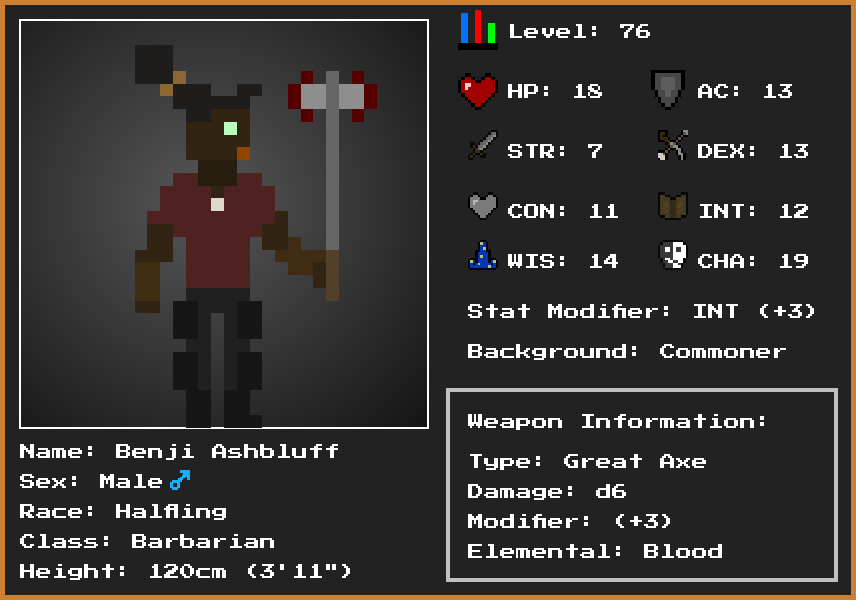 Level: 76
HP: 18
AC: 13
STR: 7
DEX: 13
CON: 11
INT: 12
WIS: 14
CHA: 19
Stat Modifier: INT (+3)
Background: Commoner
Weapon Information:
Type: Great Axe
Damage: d6
Modifier: (+3)
Elemental: Blood
Name: Benji Ashbluff
Sex: Male ♂
Race: Halfling
Class: Barbarian
Height: 120cm (3'11")